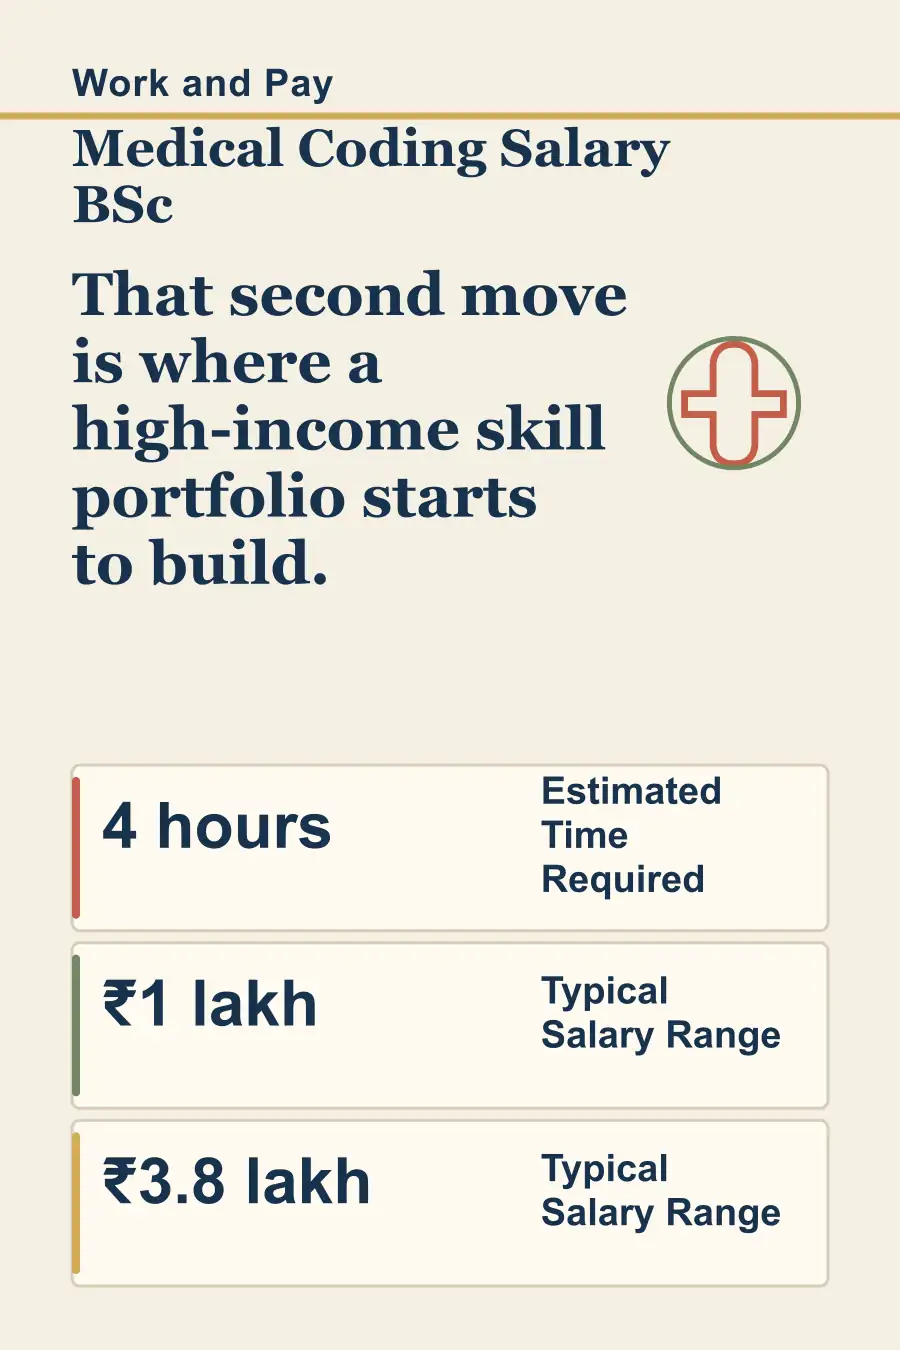 Work and Pay
Medical Coding Salary
BSc
That second move
is where a
high-income skill
portfolio starts
to build.
4 hours
Estimated
Time
Required
₹1 lakh
Typical
Salary Range
₹3.8 lakh
Typical
Salary Range